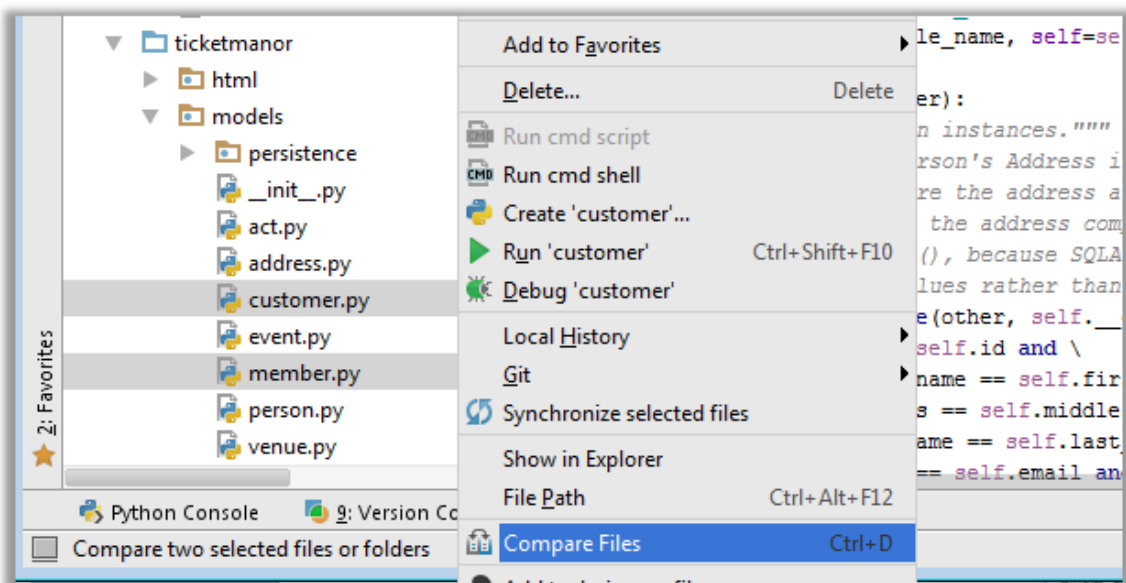 ticketmanor
html
models
persistence
__init__.py
act.py
address.py
customer.py
event.py
member.py
person.py
venue.py
2: Favorites
Python Console
9: Version Co
Compare two selected files or folders
Add to Favorites
Delete... Delete
Run cmd script
CMD Run cmd shell
Create 'customer'...
Run 'customer' Ctrl+Shift+F10
Debug 'customer'
Local History
Git
Synchronize selected files
Show in Explorer
File Path Ctrl+Alt+F12
Compare Files Ctrl+D
le_name, self=se
er):
n instances."""
rson's Address i
re the address a
the address com
(), because SQLA
lues rather than
e(other, self.__
self.id and \
name == self.fir
s == self.middle
ame == self.last_
== self.email an